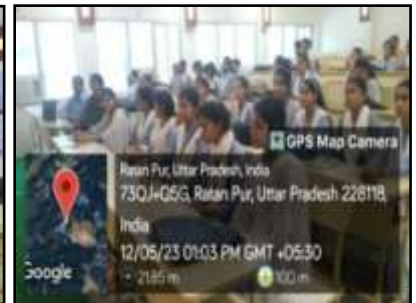 GPS Map Camera
Ratan Pur, Uttar Pradesh, India
73QJ+Q5G, Ratan Pur, Uttar Pradesh 228118,
India
12/05/23 01:03 PM GMT +05:30
Google